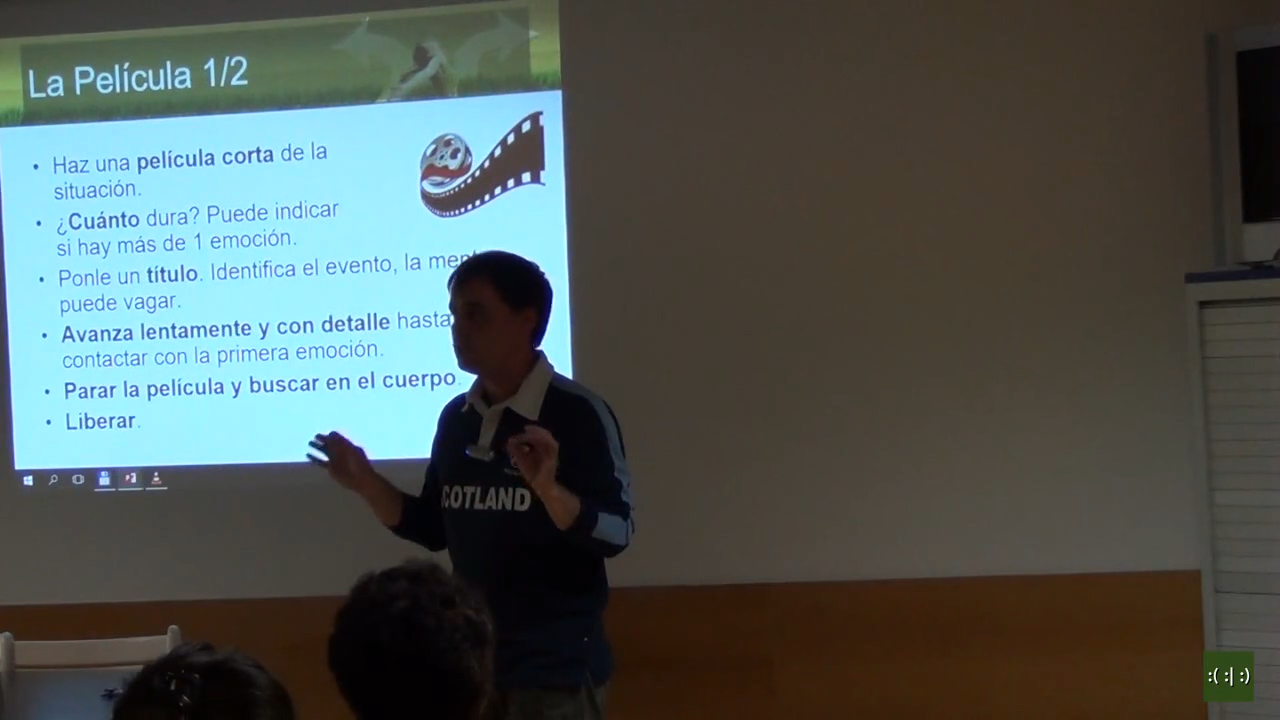 La Película 1/2
• Haz una película corta de la
situación.
• ¿Cuánto dura? Puede indicar
si hay más de 1 emoción.
• Ponle un título. Identifica el evento, la
puede vagar.
• Avanza lentamente y con detalle hasta
contactar con la primera emoción.
• Parar la película y buscar en el cuerpo.
• Liberar.
COTLAND
:( :| :)